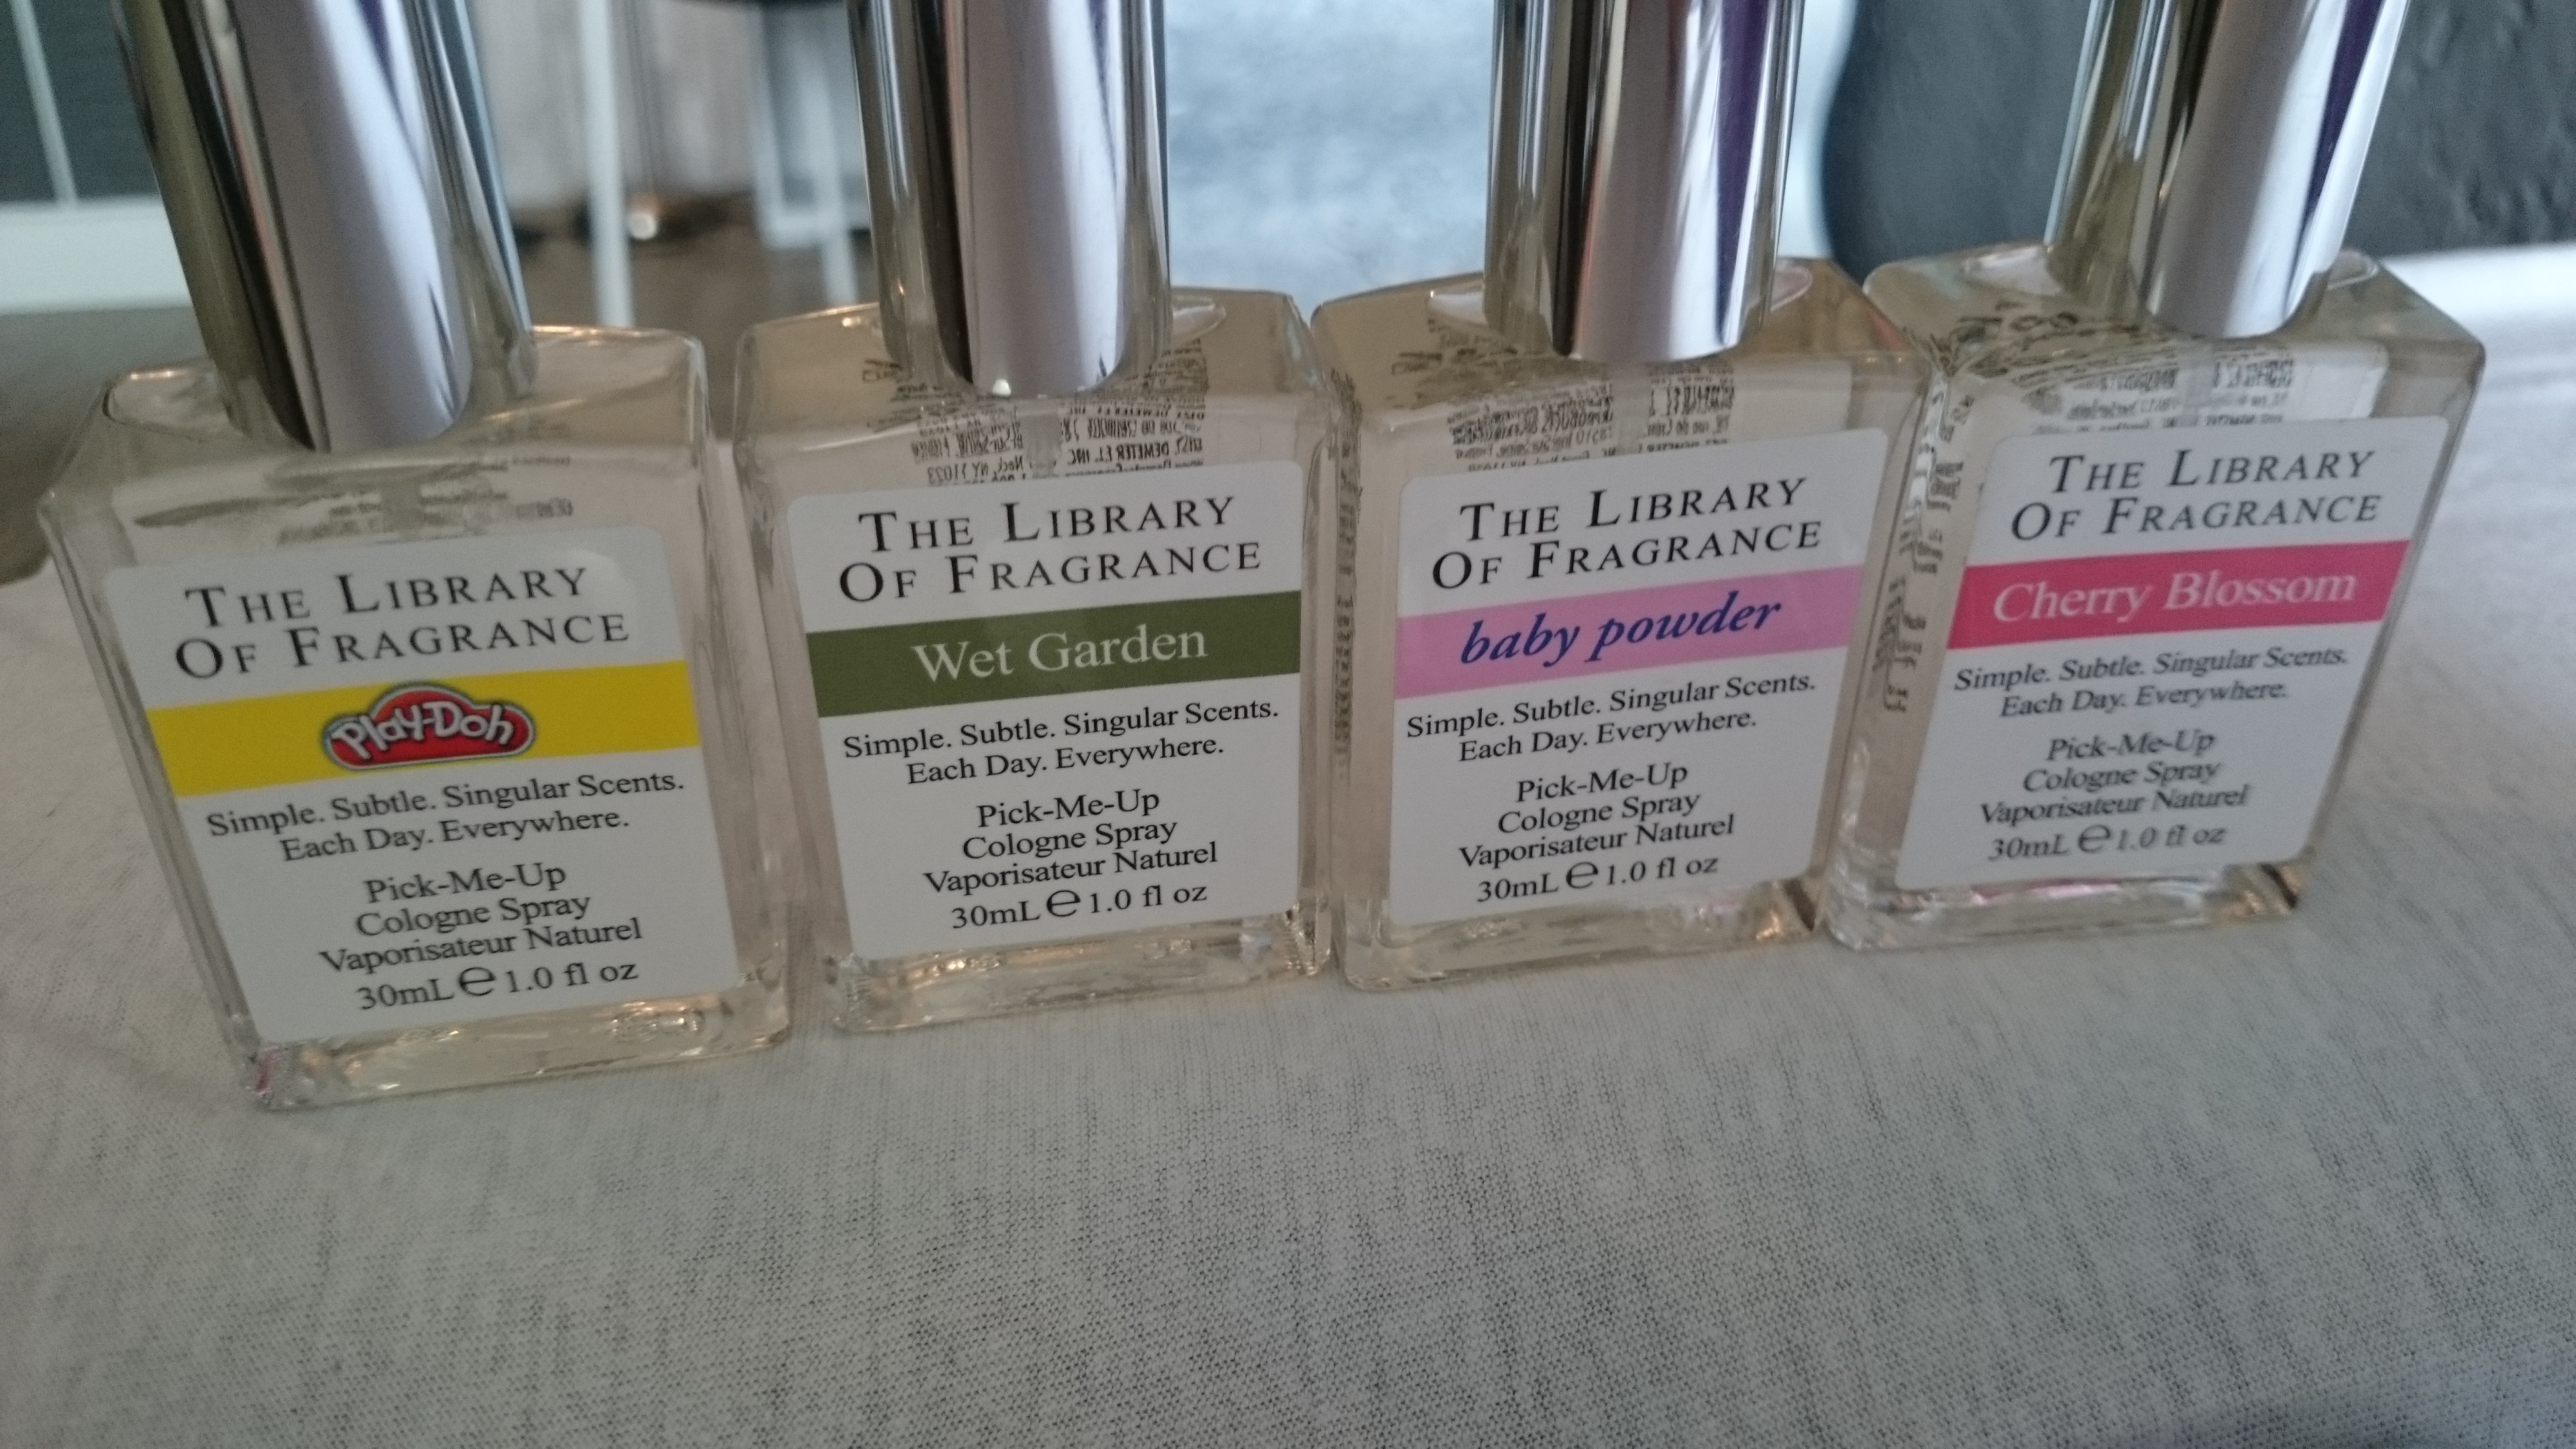 THE LIBRARY
OF FRAGRANCE
Play-Doh
Simple. Subtle. Singular Scents.
Each Day. Everywhere.
Pick-Me-Up
Cologne Spray
Vaporisateur Naturel
30mL ℮ 1.0 fl oz
THE LIBRARY
OF FRAGRANCE
Wet Garden
Simple. Subtle. Singular Scents.
Each Day. Everywhere.
Pick-Me-Up
Cologne Spray
Vaporisateur Naturel
30mL ℮ 1.0 fl oz
THE LIBRARY
OF FRAGRANCE
baby powder
Simple. Subtle. Singular Scents.
Each Day. Everywhere.
Pick-Me-Up
Cologne Spray
Vaporisateur Naturel
30mL ℮ 1.0 fl oz
THE LIBRARY
OF FRAGRANCE
Cherry Blossom
Simple. Subtle. Singular Scents.
Each Day. Everywhere.
Pick-Me-Up
Cologne Spray
Vaporisateur Naturel
30mL ℮ 1.0 fl oz